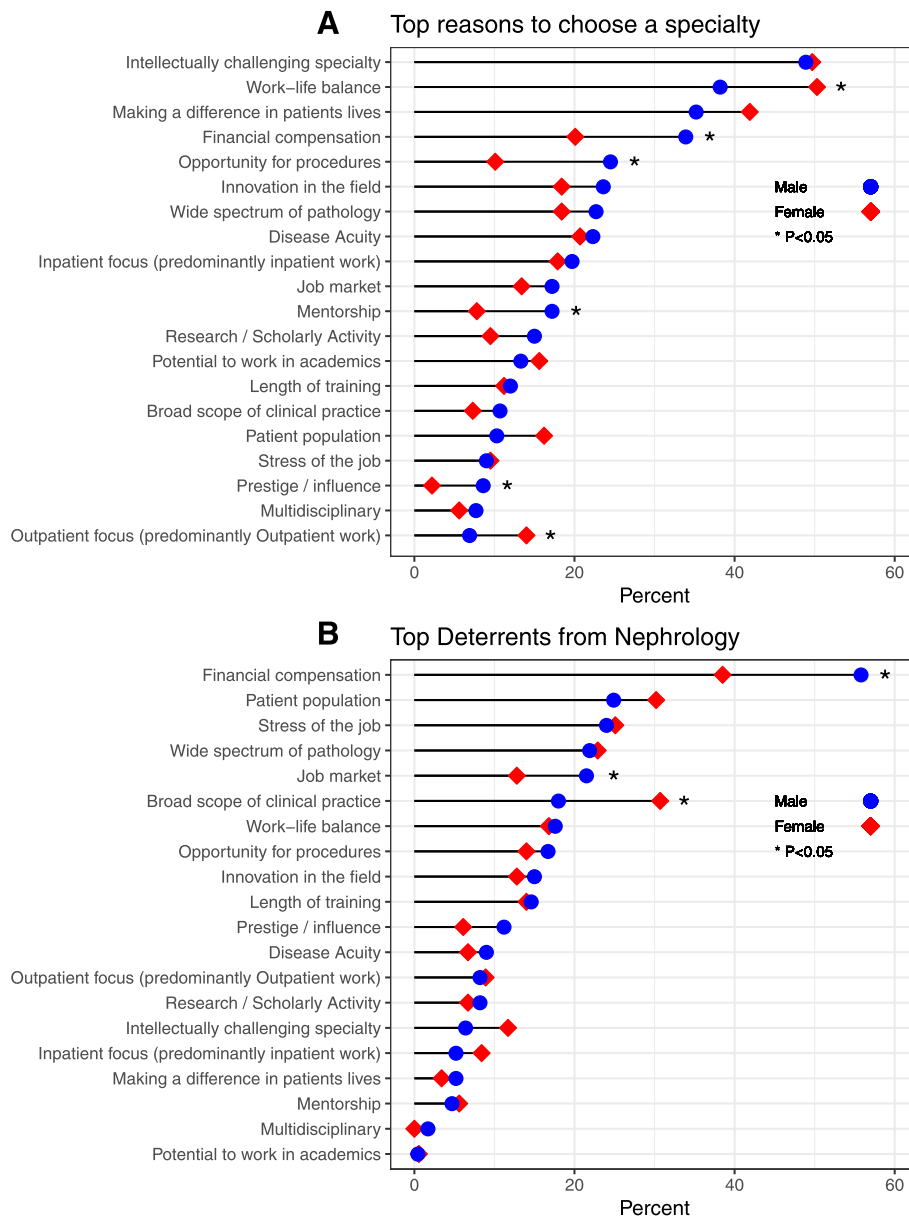 A Top reasons to choose a specialty
Intellectually challenging specialty
Work−life balance *
Making a difference in patients lives
Financial compensation *
Opportunity for procedures *
Innovation in the field Male
Wide spectrum of pathology Female
Disease Acuity * P<0.05
Inpatient focus (predominantly inpatient work)
Job market
Mentorship *
Research / Scholarly Activity
Potential to work in academics
Length of training
Broad scope of clinical practice
Patient population
Stress of the job
Prestige / influence *
Multidisciplinary
Outpatient focus (predominantly Outpatient work) *
0 20 40 60
Percent
B Top Deterrents from Nephrology
Financial compensation *
Patient population
Stress of the job
Wide spectrum of pathology
Job market *
Broad scope of clinical practice * Male
Work−life balance Female
Opportunity for procedures * P<0.05
Innovation in the field
Length of training
Prestige / influence
Disease Acuity
Outpatient focus (predominantly Outpatient work)
Research / Scholarly Activity
Intellectually challenging specialty
Inpatient focus (predominantly inpatient work)
Making a difference in patients lives
Mentorship
Multidisciplinary
Potential to work in academics
0 20 40 60
Percent